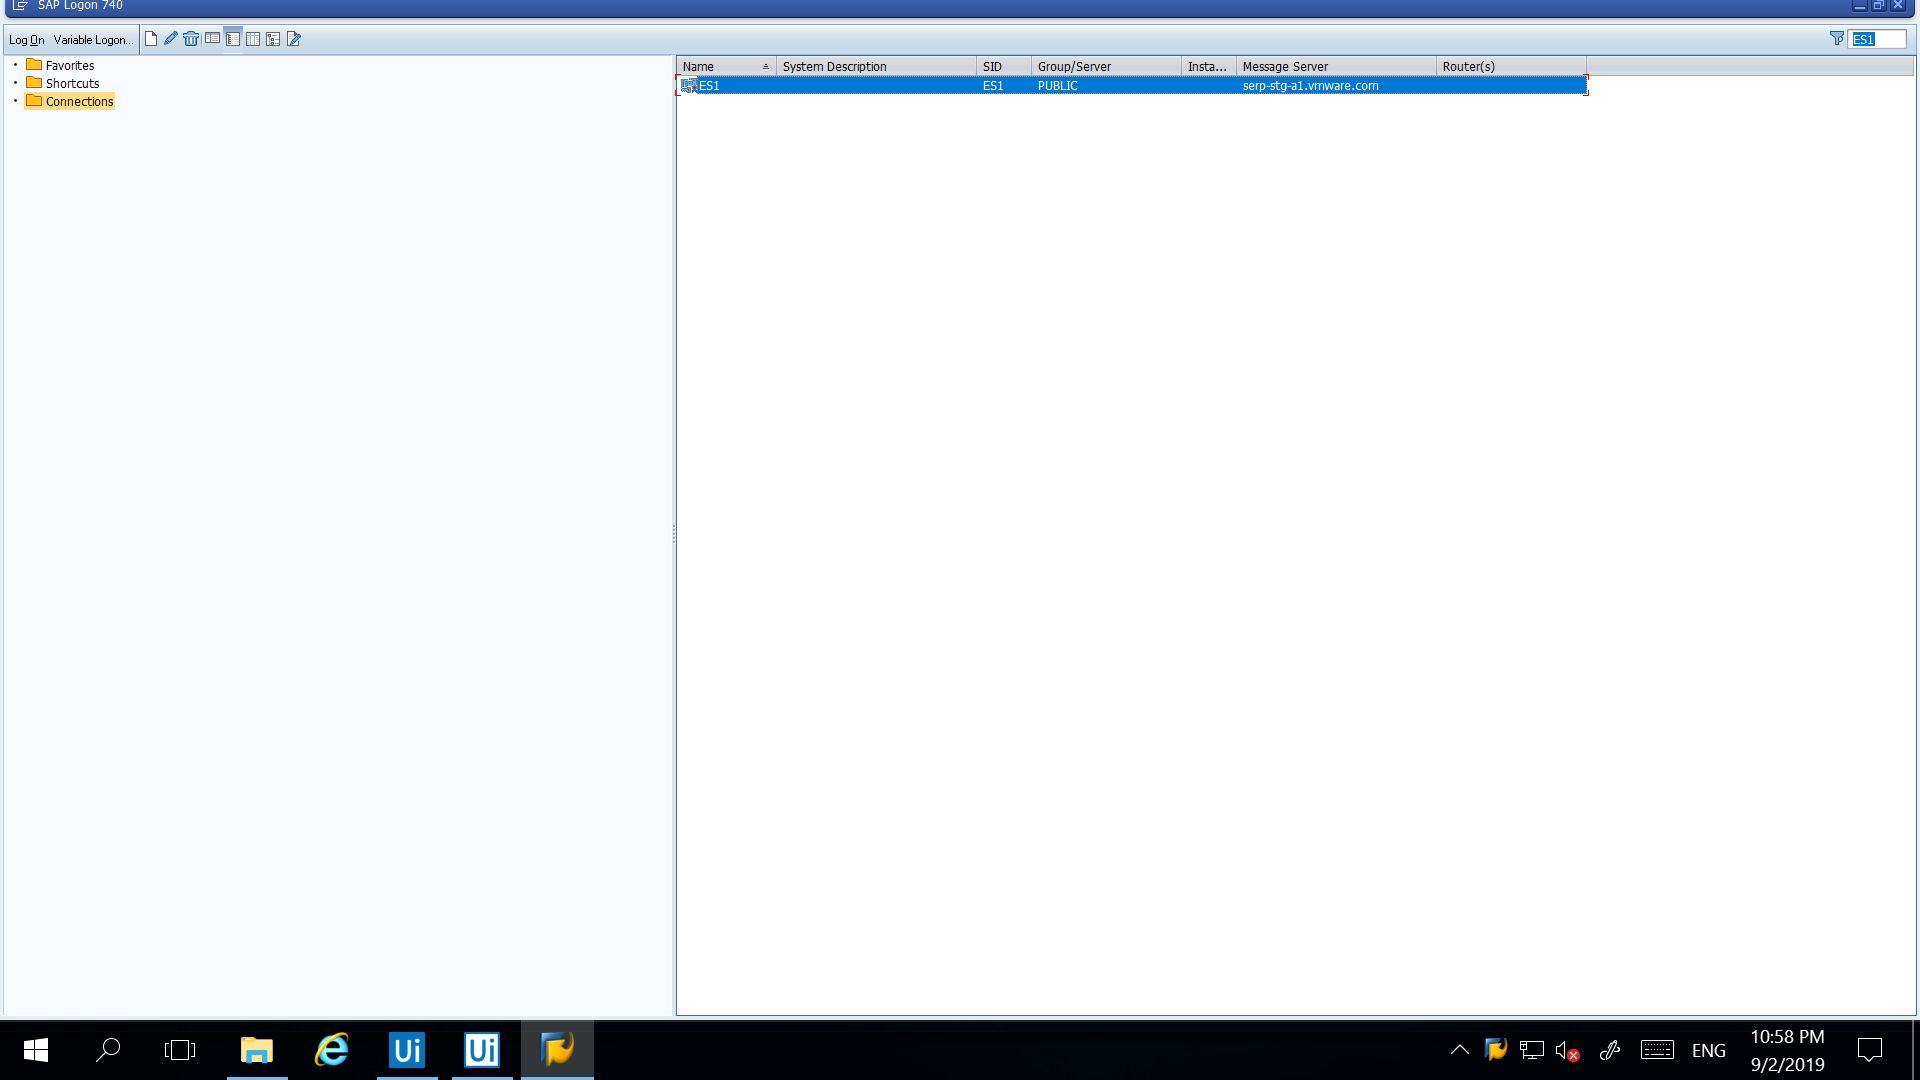 SAP Logon 740
Log On Variable Logon... ES1
Favorites
Shortcuts
Connections
Name System Description SID Group/Server Insta... Message Server Router(s)
ES1 ES1 PUBLIC serp-stg-a1.vmware.com
Ui Ui ENG
10:58 PM
9/2/2019